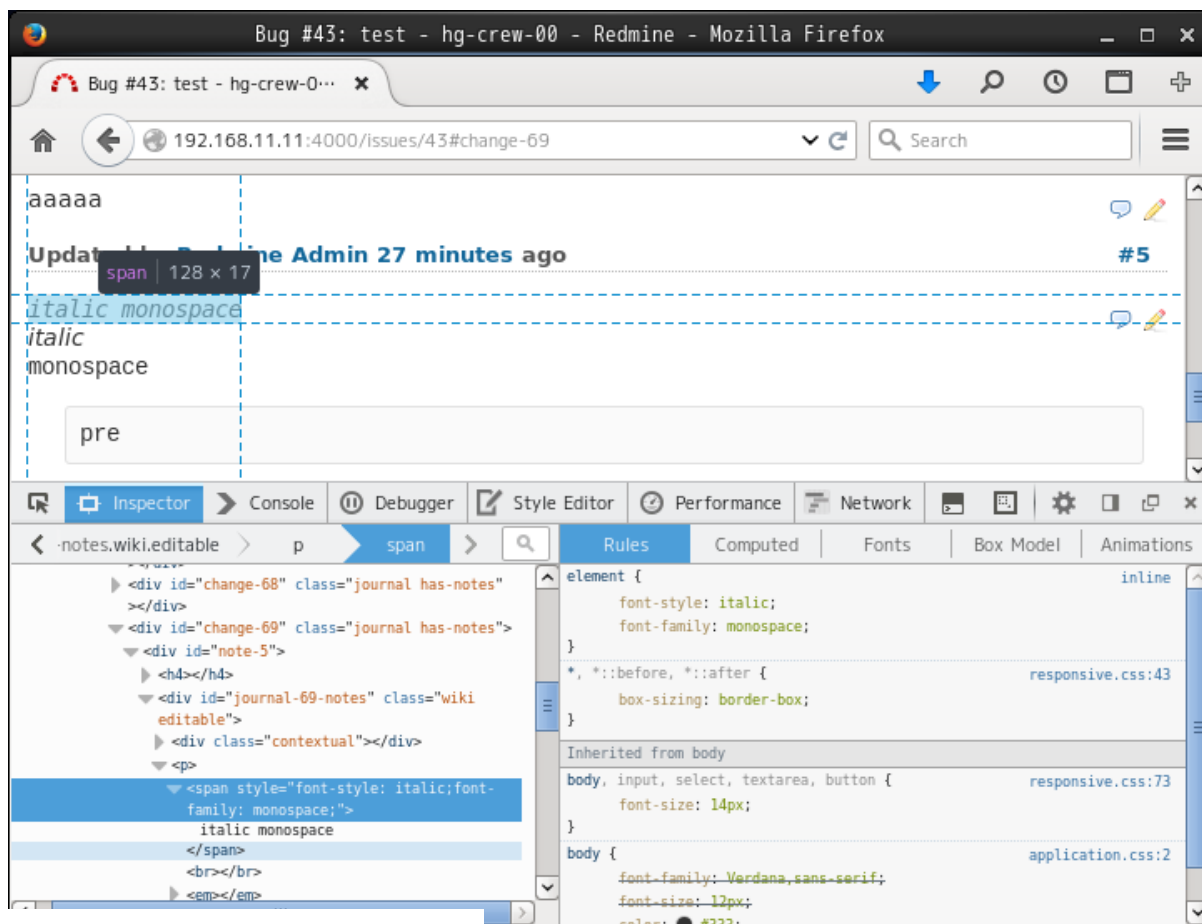 Bug #43: test - hg-crew-00 - Redmine - Mozilla Firefox
Bug #43: test - hg-crew-0···
192.168.11.11:4000/issues/43#change-69
Search
aaaaa
Updated by Redmine Admin 27 minutes ago #5
span 128 × 17
italic monospace
italic
monospace
pre
Inspector Console Debugger Style Editor Performance Network
notes.wiki.editable p span
Rules Computed Fonts Box Model Animations
<div id="change-68" class="journal has-notes"
></div>
<div id="change-69" class="journal has-notes">
<div id="note-5">
<h4></h4>
<div id="journal-69-notes" class="wiki
editable">
<div class="contextual"></div>
<p>
<span style="font-style: italic;font-
family: monospace;">
italic monospace
</span>
<br></br>
<em></em>
element { inline
font-style: italic;
font-family: monospace;
}
*, *::before, *::after { responsive.css:43
box-sizing: border-box;
}
Inherited from body
body, input, select, textarea, button { responsive.css:73
font-size: 14px;
}
body { application.css:2
font-family: Verdana,sans-serif;
font-size: 12px;